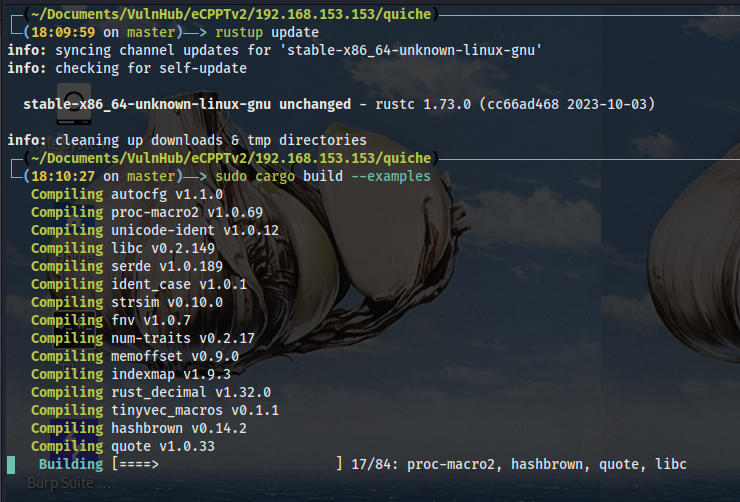 (~/Documents/VulnHub/eCPPTv2/192.168.153.153/quiche)
(18:09:59 on master)——> rustup update
info: syncing channel updates for 'stable-x86_64-unknown-linux-gnu'
info: checking for self-update
stable-x86_64-unknown-linux-gnu unchanged - rustc 1.73.0 (cc66ad468 2023-10-03)
info: cleaning up downloads & tmp directories
(~/Documents/VulnHub/eCPPTv2/192.168.153.153/quiche)
(18:10:27 on master)——> sudo cargo build --examples
Compiling autocfg v1.1.0
Compiling proc-macro2 v1.0.69
Compiling unicode-ident v1.0.12
Compiling libc v0.2.149
Compiling serde v1.0.189
Compiling ident_case v1.0.1
Compiling strsim v0.10.0
Compiling fnv v1.0.7
Compiling num-traits v0.2.17
Compiling memoffset v0.9.0
Compiling indexmap v1.9.3
Compiling rust_decimal v1.32.0
Compiling tinyvec_macros v0.1.1
Compiling hashbrown v0.14.2
Compiling quote v1.0.33
Building [====> ] 17/84: proc-macro2, hashbrown, quote, libc
Burp Suite ...